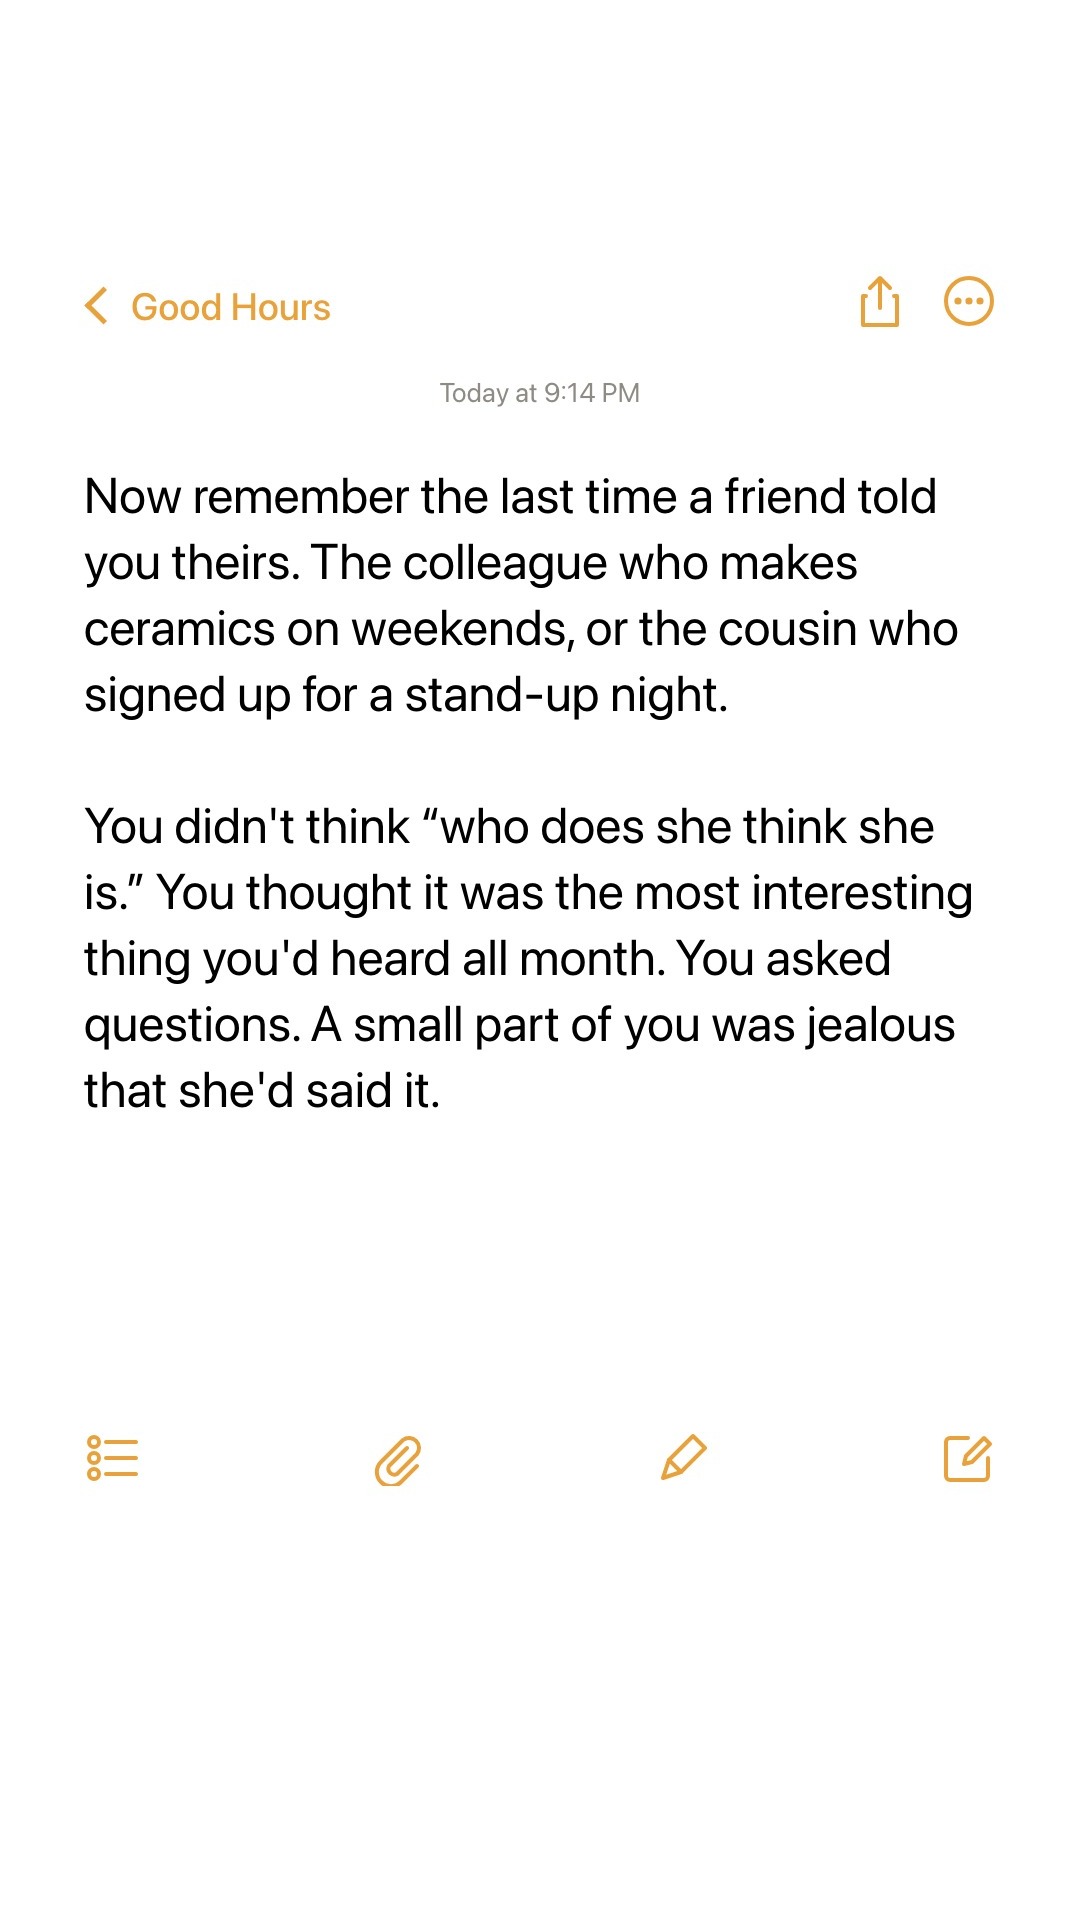 Good Hours
Today at 9:14 PM
Now remember the last time a friend told
you theirs. The colleague who makes
ceramics on weekends, or the cousin who
signed up for a stand-up night.
You didn't think “who does she think she
is.” You thought it was the most interesting
thing you'd heard all month. You asked
questions. A small part of you was jealous
that she'd said it.